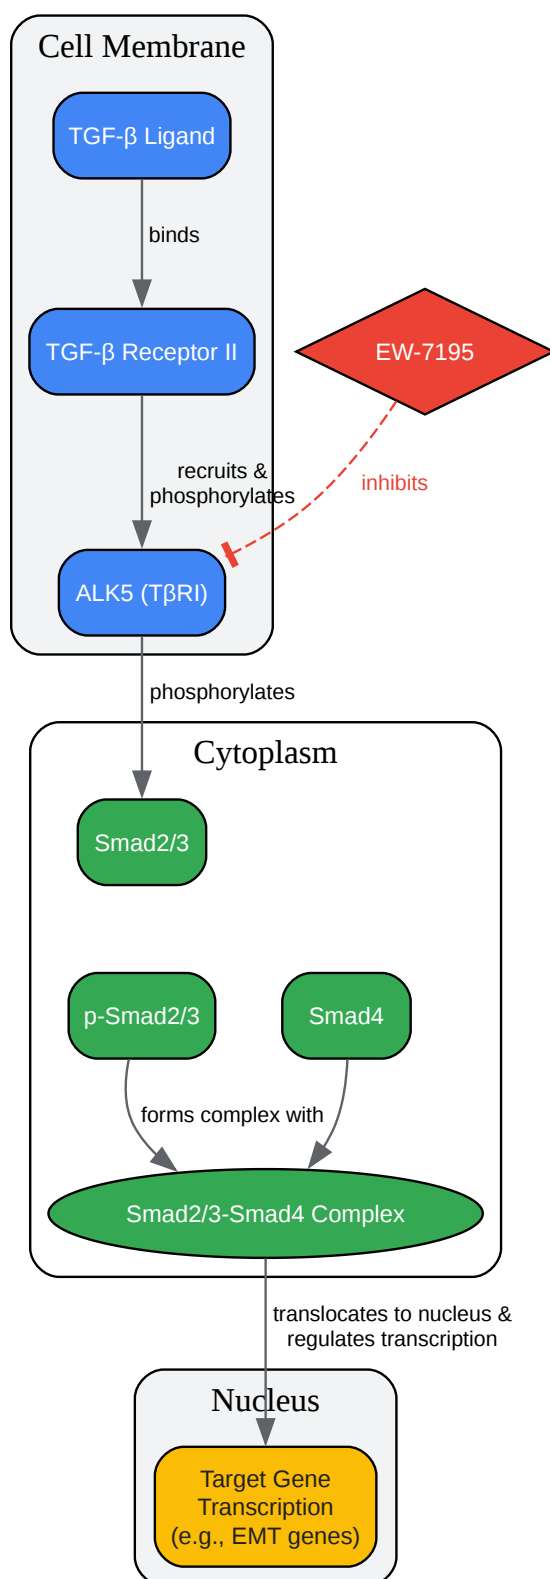 Cell Membrane
TGF-β Ligand
binds
TGF-β Receptor II
EW-7195
recruits &
phosphorylates
inhibits
ALK5 (TβRI)
phosphorylates
Cytoplasm
Smad2/3
p-Smad2/3
Smad4
forms complex with
Smad2/3-Smad4 Complex
translocates to nucleus &
regulates transcription
Nucleus
Target Gene
Transcription
(e.g., EMT genes)